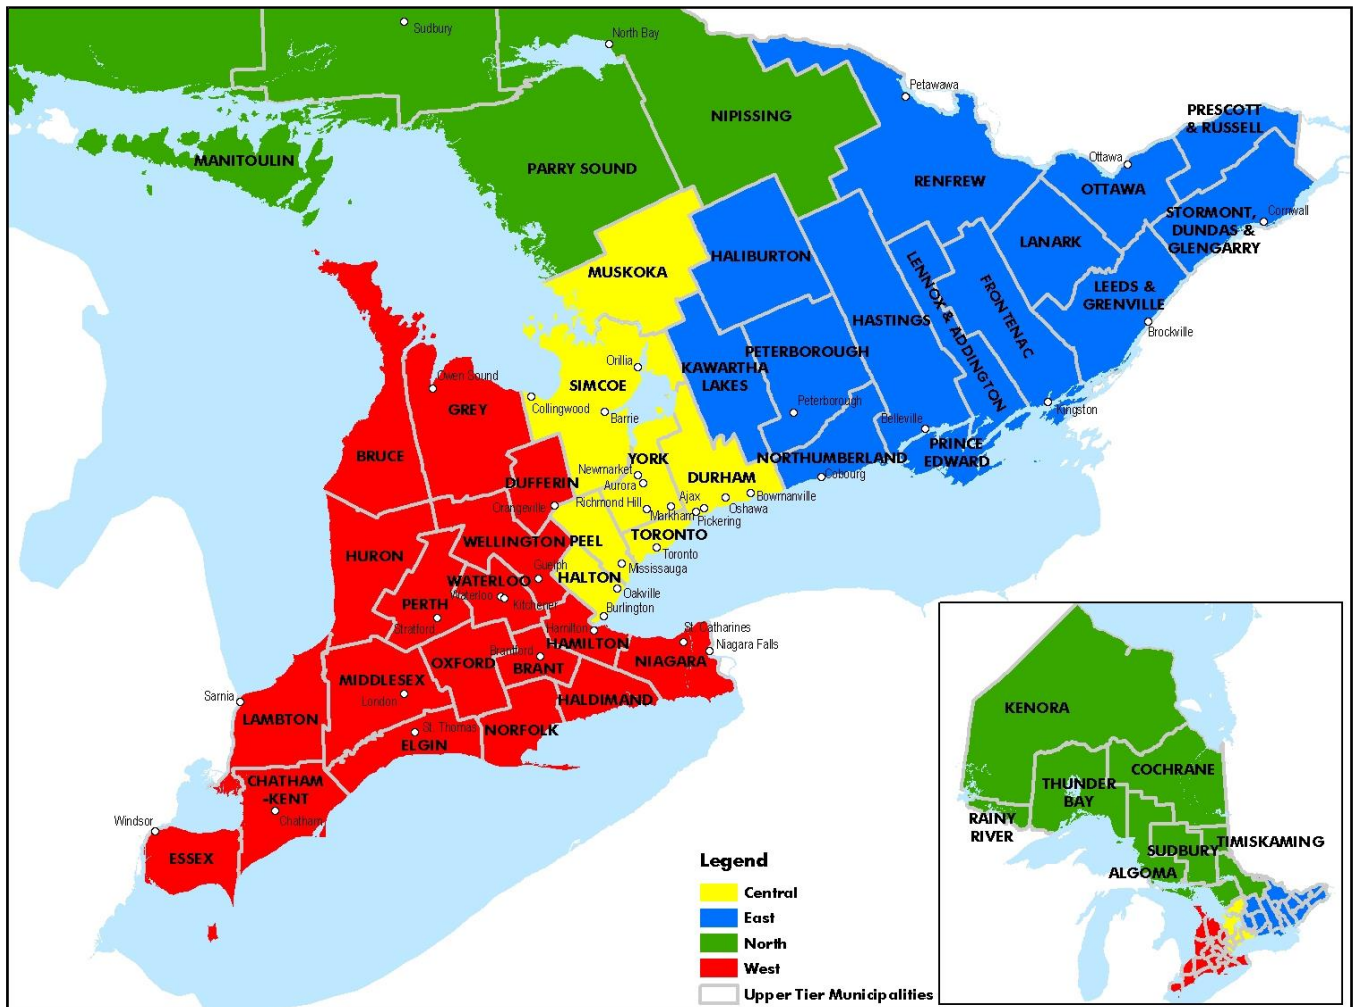 Sudbury
North Bay
Petawawa
NIPISSING
PRESCOTT
& RUSSELL
MANITOULIN
PARRY SOUND
Ottawa
RENFREW
OTTAWA
STORMONT,
DUNDAS &
GLENGARRY
Cornwall
LANARK
MUSKOKA
HALIBURTON
LENNOX & ADDINGTON
FRONTENAC
LEEDS &
GRENVILLE
HASTINGS
Brockville
Orillia
PETERBOROUGH
KAWARTHA
LAKES
SIMCOE
Owen Sound
GREY
Collingwood
Barrie
Peterborough
Belleville
Kingston
BRUCE
YORK
NORTHUMBERLAND
PRINCE
EDWARD
Newmarket
DURHAM
Cobourg
DUFFERIN
Aurora
Orangeville
Richmond Hill
Ajax
Bowmanville
Markham
Oshawa
Pickering
WELLINGTON
PEEL
TORONTO
Toronto
HURON
Guelph
Mississauga
WATERLOO
HALTON
Waterloo
Kitchener
Oakville
PERTH
Burlington
Stratford
Hamilton
HAMILTON
St. Catharines
Niagara Falls
Brantford
OXFORD
BRANT
NIAGARA
MIDDLESEX
London
Sarnia
LAMBTON
HALDIMAND
St. Thomas
NORFOLK
ELGIN
CHATHAM
-KENT
Chatham
Windsor
ESSEX
KENORA
COCHRANE
THUNDER
BAY
RAINY
RIVER
TIMISKAMING
SUDBURY
ALGOMA
Legend
Central
East
North
West
Upper Tier Municipalities